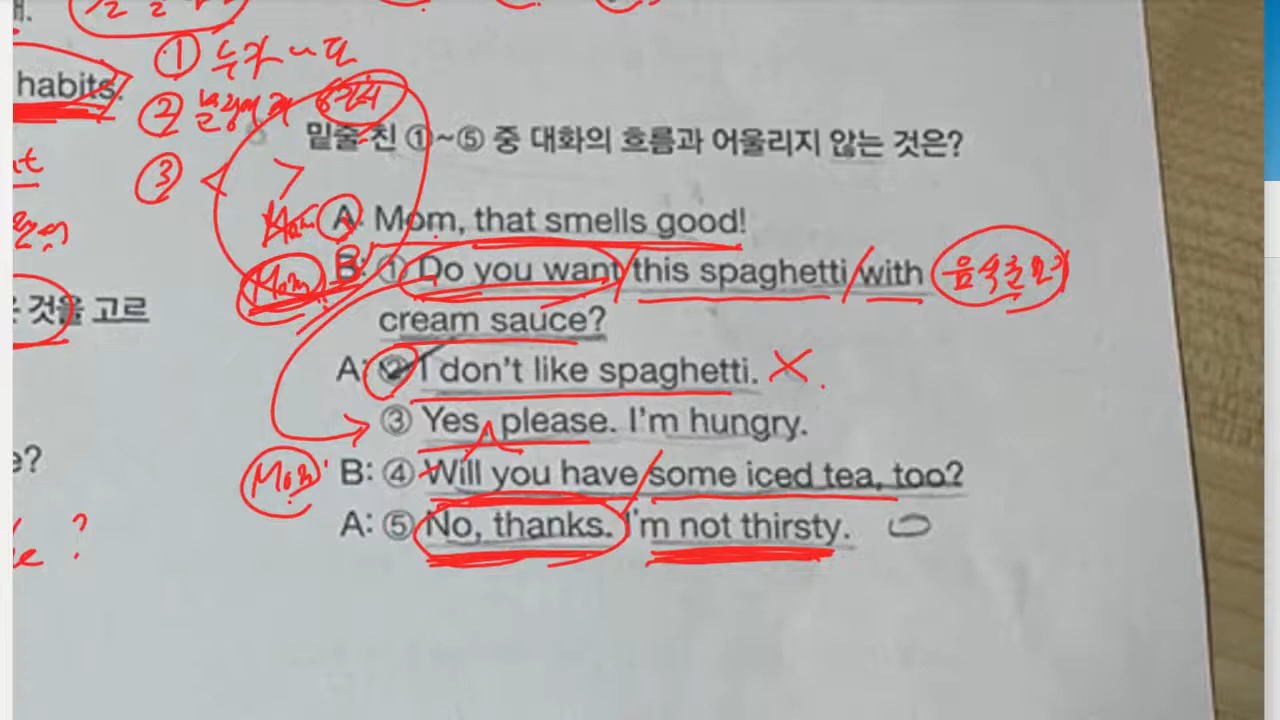 habits.
① 누가
②
③
밑줄 친 ①~⑤ 중 대화의 흐름과 어울리지 않는 것은?
A: Mom, that smells good!
Mom B: ① Do you want this spaghetti with
cream sauce?
A: ② I don't like spaghetti.
③ Yes, please. I'm hungry.
Mom B: ④ Will you have some iced tea, too?
A: ⑤ No, thanks. I'm not thirsty.
것을 고르
e?
?